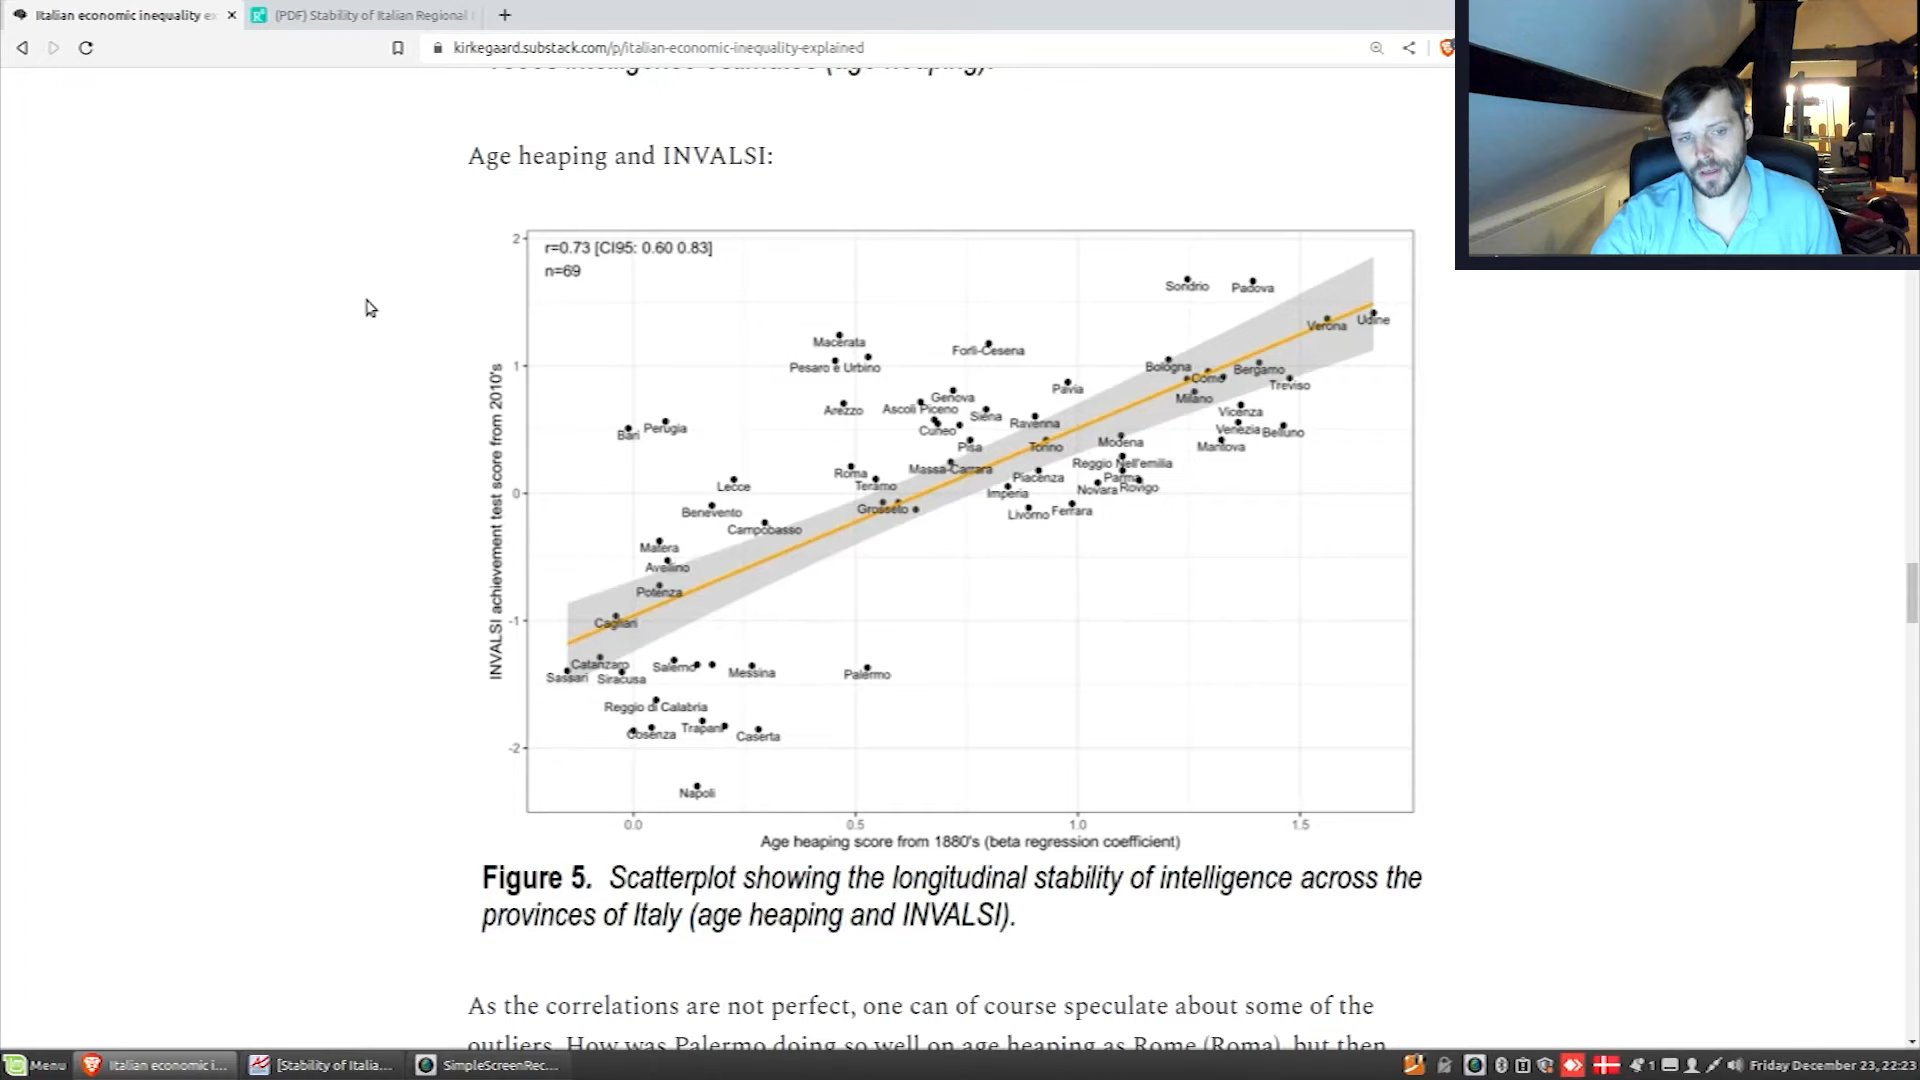 Italian economic inequality ex
(PDF) Stability of Italian Regional
kirkegaard.substack.com/p/italian-economic-inequality-explained
Age heaping and INVALSI:
r=0.73 [CI95: 0.60 0.83]
n=69
Sondrio
Padova
Verona
Udine
Macerata
Forlì-Cesena
Pesaro e Urbino
Bologna
Como
Bergamo
Treviso
Pavia
Genova
Milano
Arezzo
Ascoli Piceno
Siena
Vicenza
Bari
Perugia
Cuneo
Ravenna
Venezia
Belluno
Pisa
Torino
Modena
Mantova
Roma
Massa-Carrara
Reggio Nell'emilia
Lecce
Teramo
Piacenza
Parma
Imperia
Novara
Rovigo
Benevento
Grosseto
Livorno
Ferrara
Campobasso
Matera
Avellino
Potenza
Cagliari
Catanzaro
Salerno
Sassari
Siracusa
Messina
Palermo
Reggio di Calabria
Cosenza
Trapani
Caserta
Napoli
2
1
0
-1
-2
INVALSI achievement test score from 2010's
0.0
0.5
1.0
1.5
Age heaping score from 1880's (beta regression coefficient)
Figure 5. Scatterplot showing the longitudinal stability of intelligence across the
provinces of Italy (age heaping and INVALSI).
As the correlations are not perfect, one can of course speculate about some of the
outliers. How was Palermo doing so well on age heaping as Rome (Roma), but then
Menu
Italian economic i...
[Stability of Italia...
SimpleScreenRec...
1
Friday December 23, 22:23